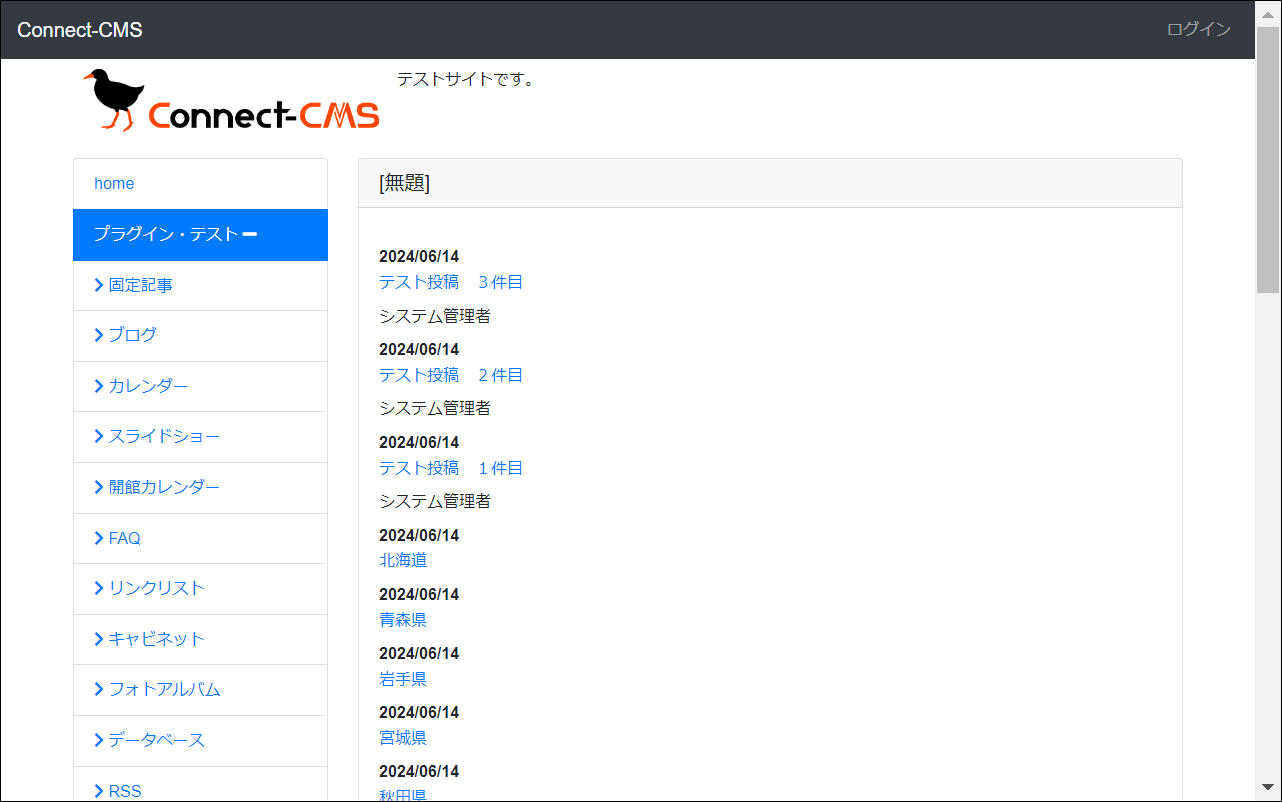 Connect-CMS
ログイン
Connect-CMS
テストサイトです。
home
プラグイン・テスト
固定記事
ブログ
カレンダー
スライドショー
開館カレンダー
FAQ
リンクリスト
キャビネット
フォトアルバム
データベース
RSS
[無題]
2024/06/14
テスト投稿　３件目
システム管理者
2024/06/14
テスト投稿　２件目
システム管理者
2024/06/14
テスト投稿　１件目
システム管理者
2024/06/14
北海道
2024/06/14
青森県
2024/06/14
岩手県
2024/06/14
宮城県
2024/06/14
秋田県